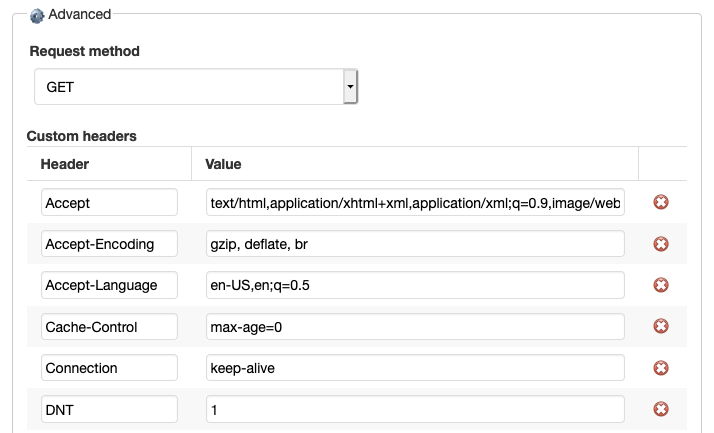 Advanced
Request method
GET
Custom headers
Header Value
Accept text/html,application/xhtml+xml,application/xml;q=0.9,image/web
Accept-Encoding gzip, deflate, br
Accept-Language en-US,en;q=0.5
Cache-Control max-age=0
Connection keep-alive
DNT 1